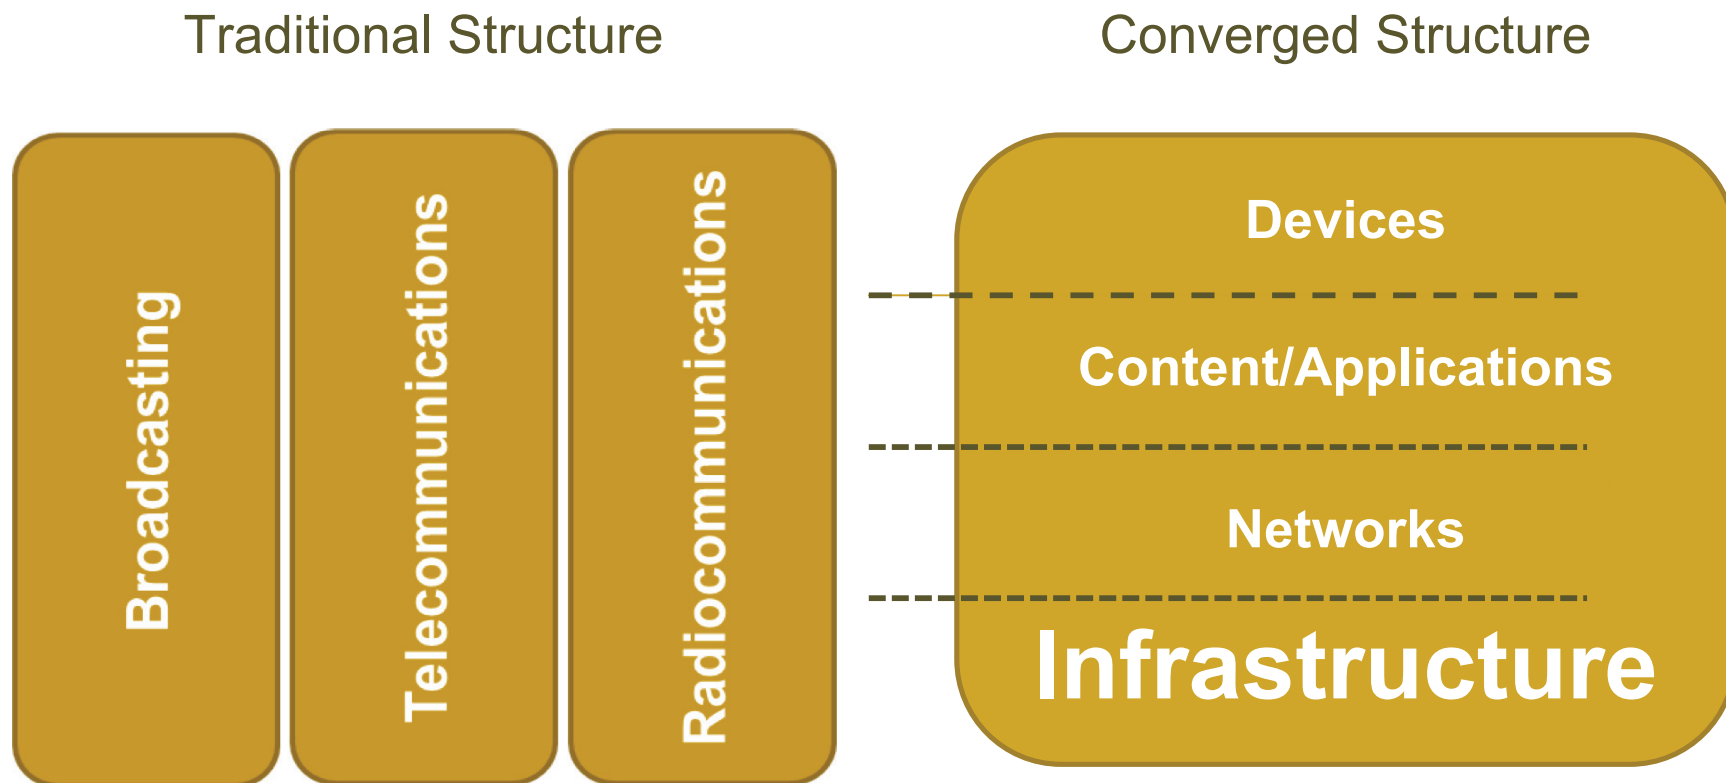 Traditional Structure
Converged Structure
Broadcasting
Telecommunications
Radiocommunications
Devices
Content/Applications
Networks
Infrastructure